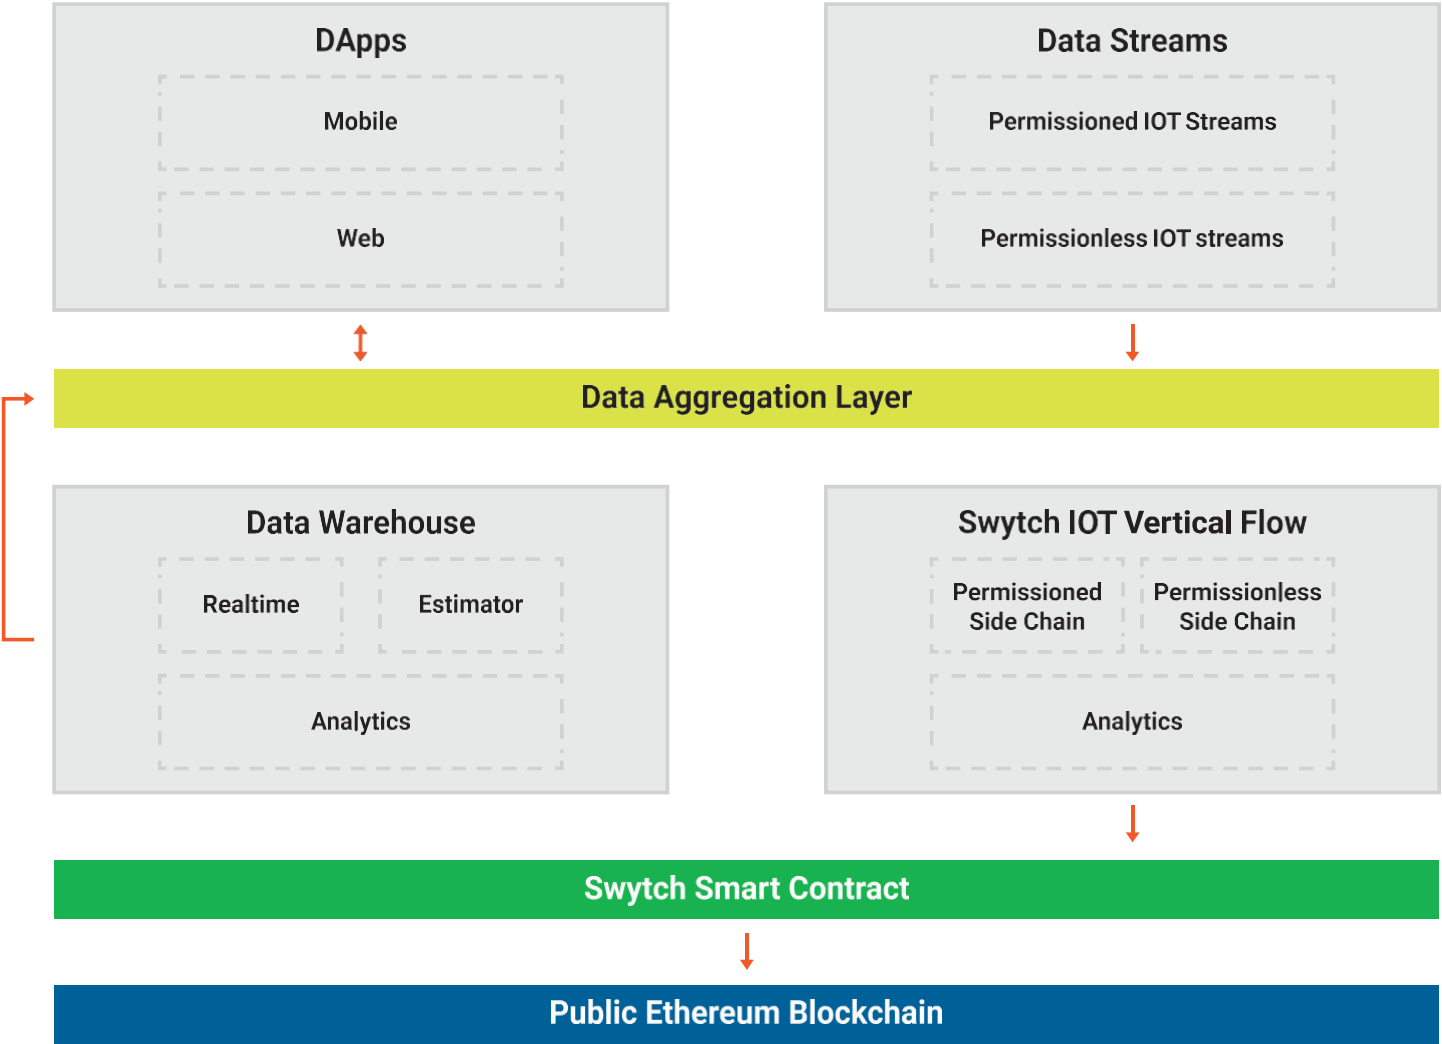 DApps
Mobile
Web
Data Streams
Permissioned IOT Streams
Permissionless IOT streams
Data Aggregation Layer
Data Warehouse
Realtime
Estimator
Analytics
Swytch IOT Vertical Flow
Permissioned
Side Chain
Permissionless
Side Chain
Analytics
Swytch Smart Contract
Public Ethereum Blockchain